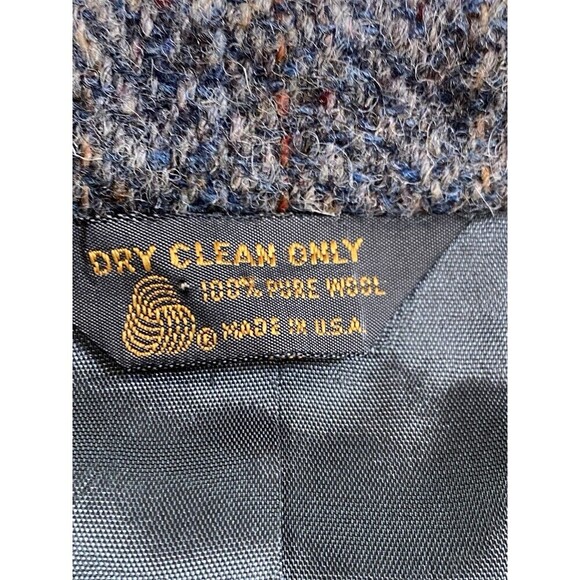 DRY CLEAN ONLY
100% PURE WOOL
® MADE IN U.S.A.